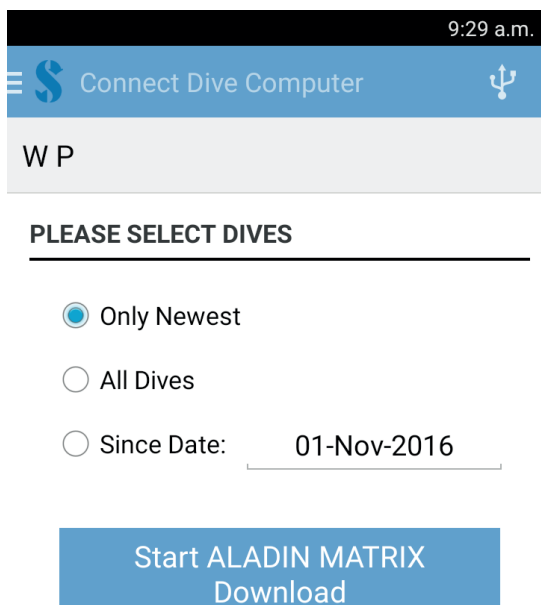 9:29 a.m.
Connect Dive Computer
W P
PLEASE SELECT DIVES
Only Newest
All Dives
Since Date: 01-Nov-2016
Start ALADIN MATRIX
Download